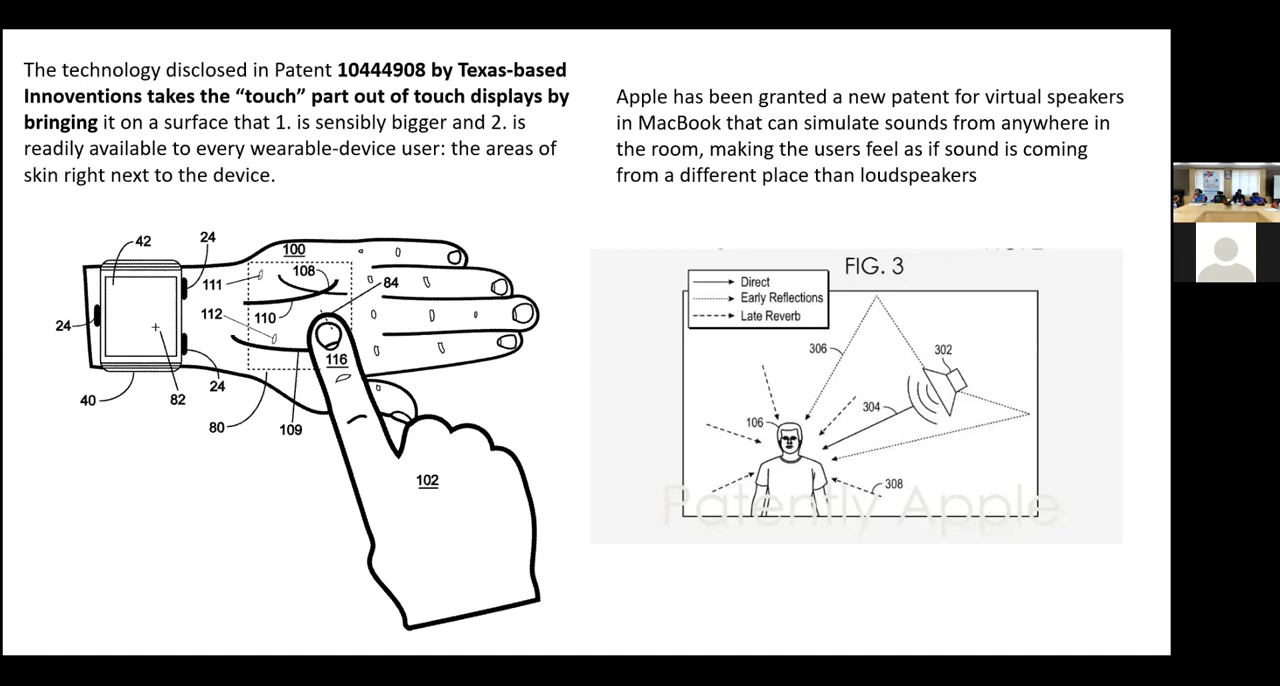 The technology disclosed in Patent 10444908 by Texas-based
Innoventions takes the “touch” part out of touch displays by
bringing it on a surface that 1. is sensibly bigger and 2. is
readily available to every wearable-device user: the areas of
skin right next to the device.
Apple has been granted a new patent for virtual speakers
in MacBook that can simulate sounds from anywhere in
the room, making the users feel as if sound is coming
from a different place than loudspeakers
42
24
100
108
111
84
112
110
24
116
40
82
24
80
109
102
FIG. 3
Direct
Early Reflections
Late Reverb
306
302
304
106
308
Patently Apple